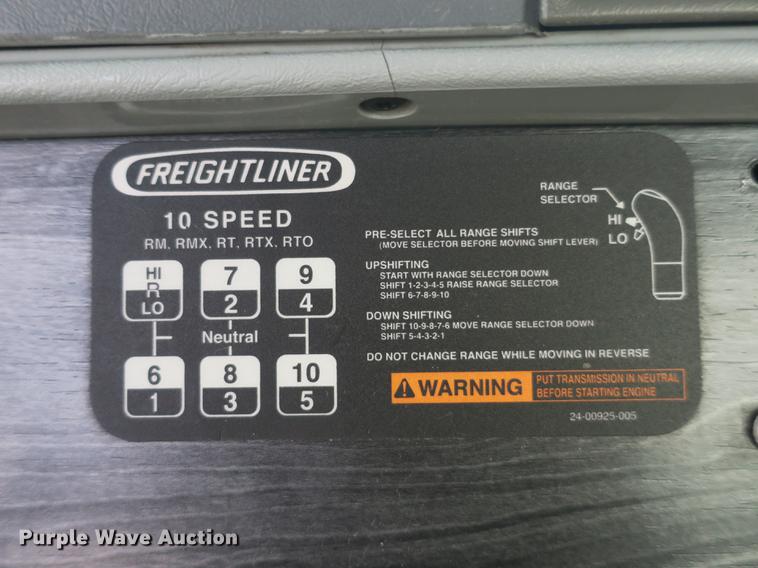 FREIGHTLINER
10 SPEED
RM, RMX, RT, RTX, RTO
HI
R
LO
7
2
9
4
Neutral
6
1
8
3
10
5
RANGE
SELECTOR
HI
LO
PRE-SELECT ALL RANGE SHIFTS
(MOVE SELECTOR BEFORE MOVING SHIFT LEVER)
UPSHIFTING
START WITH RANGE SELECTOR DOWN
SHIFT 1-2-3-4-5 RAISE RANGE SELECTOR
SHIFT 6-7-8-9-10
DOWN SHIFTING
SHIFT 10-9-8-7-6 MOVE RANGE SELECTOR DOWN
SHIFT 5-4-3-2-1
DO NOT CHANGE RANGE WHILE MOVING IN REVERSE
WARNING
PUT TRANSMISSION IN NEUTRAL
BEFORE STARTING ENGINE
24-00925-005
Purple Wave Auction